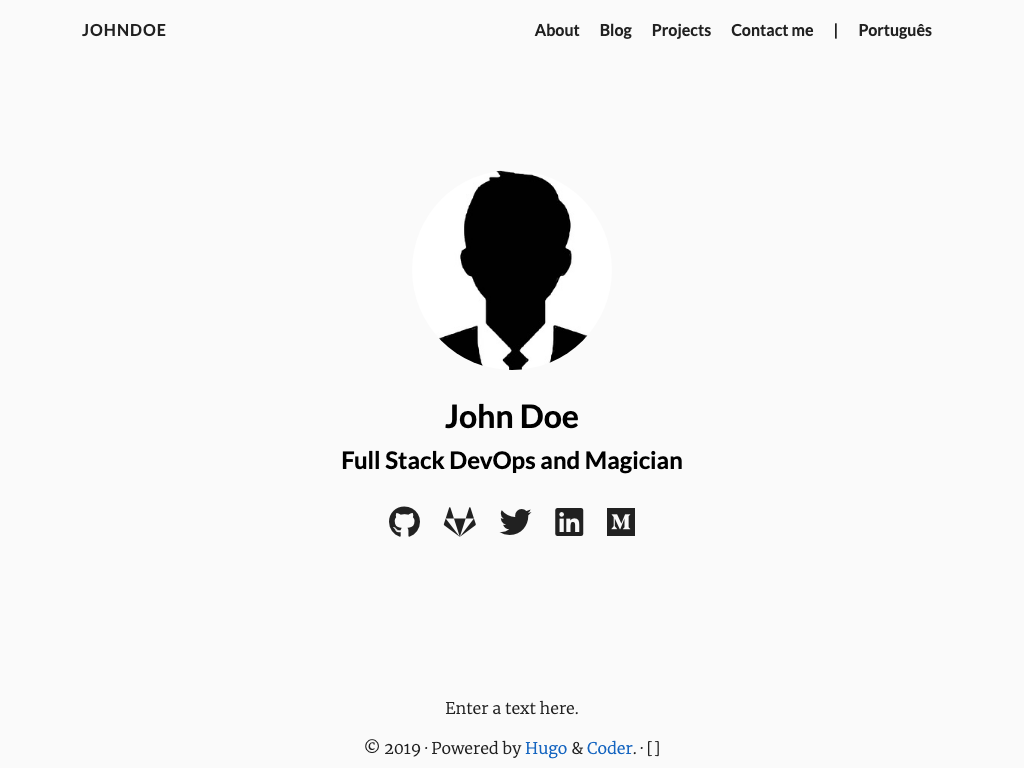 JOHNDOE
About Blog Projects Contact me | Português
John Doe
Full Stack DevOps and Magician
in M
Enter a text here.
© 2019 · Powered by Hugo & Coder. · []